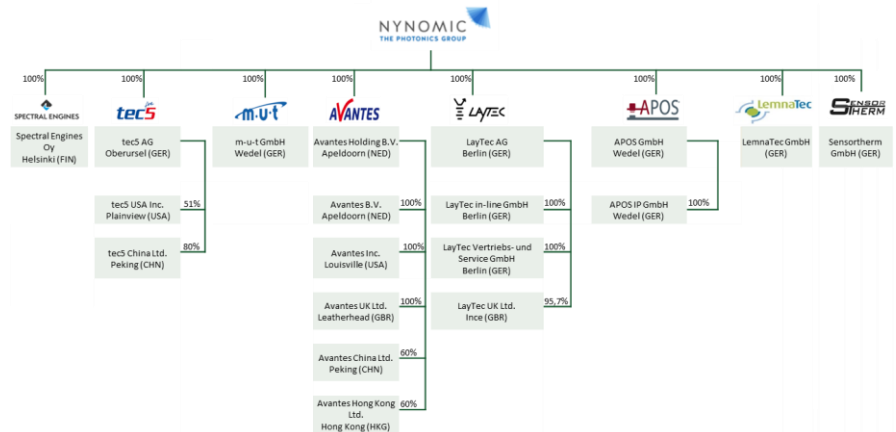 NYNOMIC
THE PHOTONICS GROUP
100%
100%
100%
100%
100%
100%
100%
100%
SPECTRAL ENGINES
tec5
m·u·t
AVANTES
LAYTEC
APOS
LemnaTec
SENSOR
THERM
Spectral Engines
Oy
Helsinki (FIN)
tec5 AG
Oberursel (GER)
m-u-t GmbH
Wedel (GER)
Avantes Holding B.V.
Apeldoorn (NED)
LayTec AG
Berlin (GER)
APOS GmbH
Wedel (GER)
LemnaTec GmbH
(GER)
Sensortherm
GmbH (GER)
tec5 USA Inc.
Plainview (USA)
51%
Avantes B.V.
Apeldoorn (NED)
100%
LayTec in-line GmbH
Berlin (GER)
100%
APOS IP GmbH
Wedel (GER)
100%
tec5 China Ltd.
Peking (CHN)
80%
Avantes Inc.
Louisville (USA)
100%
LayTec Vertriebs- und
Service GmbH
Berlin (GER)
100%
Avantes UK Ltd.
Leatherhead (GBR)
100%
LayTec UK Ltd.
Ince (GBR)
95,7%
Avantes China Ltd.
Peking (CHN)
60%
Avantes Hong Kong
Ltd.
Hong Kong (HKG)
60%